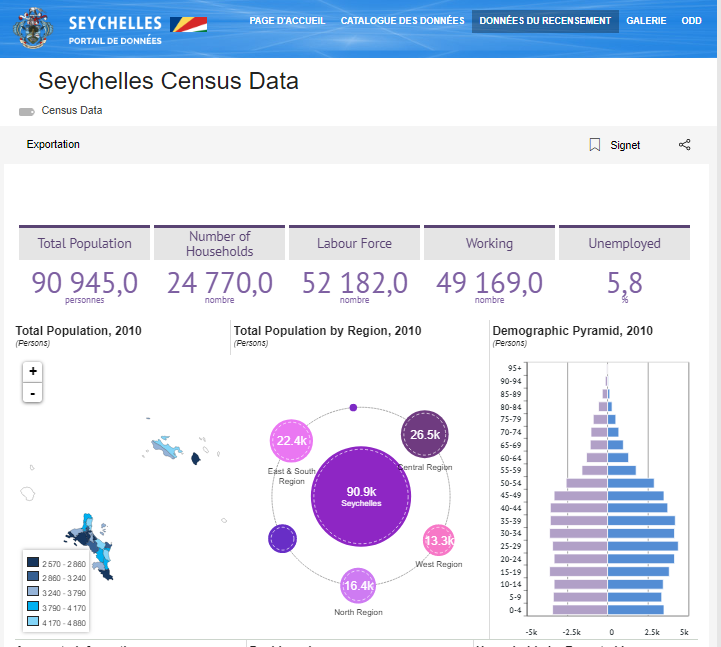 SEYCHELLES
PORTAIL DE DONNÉES
PAGE D'ACCUEIL
CATALOGUE DES DONNÉES
DONNÉES DU RECENSEMENT
GALERIE
ODD
Seychelles Census Data
Census Data
Exportation
Signet
Total Population
90 945,0
personnes
Number of
Households
24 770,0
nombre
Labour Force
52 182,0
nombre
Working
49 169,0
nombre
Unemployed
5,8
%
Total Population, 2010
(Persons)
+
-
2 570 - 2 860
2 860 - 3 240
3 240 - 3 790
3 790 - 4 170
4 170 - 4 880
Total Population by Region, 2010
(Persons)
22.4k
East & South
Region
26.5k
Central Region
90.9k
Seychelles
13.3k
West Region
16.4k
North Region
Demographic Pyramid, 2010
(Persons)
95+
90-94
85-89
80-84
75-79
70-74
65-69
60-64
55-59
50-54
45-49
40-44
35-39
30-34
25-29
20-24
15-19
10-14
5-9
0-4
-5k
-2.5k
0
2.5k
5k